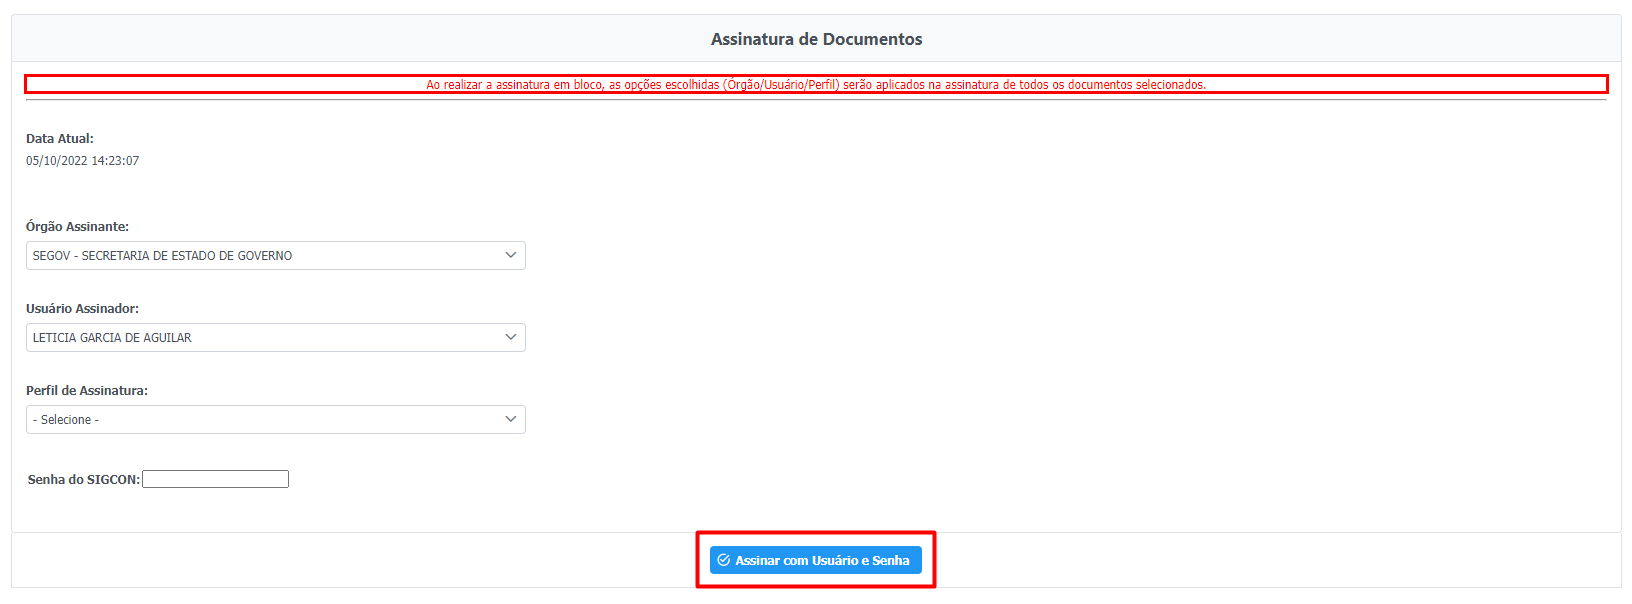 Assinatura de Documentos
Ao realizar a assinatura em bloco, as opções escolhidas (Órgão/Usuário/Perfil) serão aplicados na assinatura de todos os documentos selecionados.
Data Atual:
05/10/2022 14:23:07
Órgão Assinante:
SEGOV - SECRETARIA DE ESTADO DE GOVERNO
Usuário Assinador:
LETICIA GARCIA DE AGUILAR
Perfil de Assinatura:
- Selecione -
Senha do SIGCON:
Assinar com Usuário e Senha